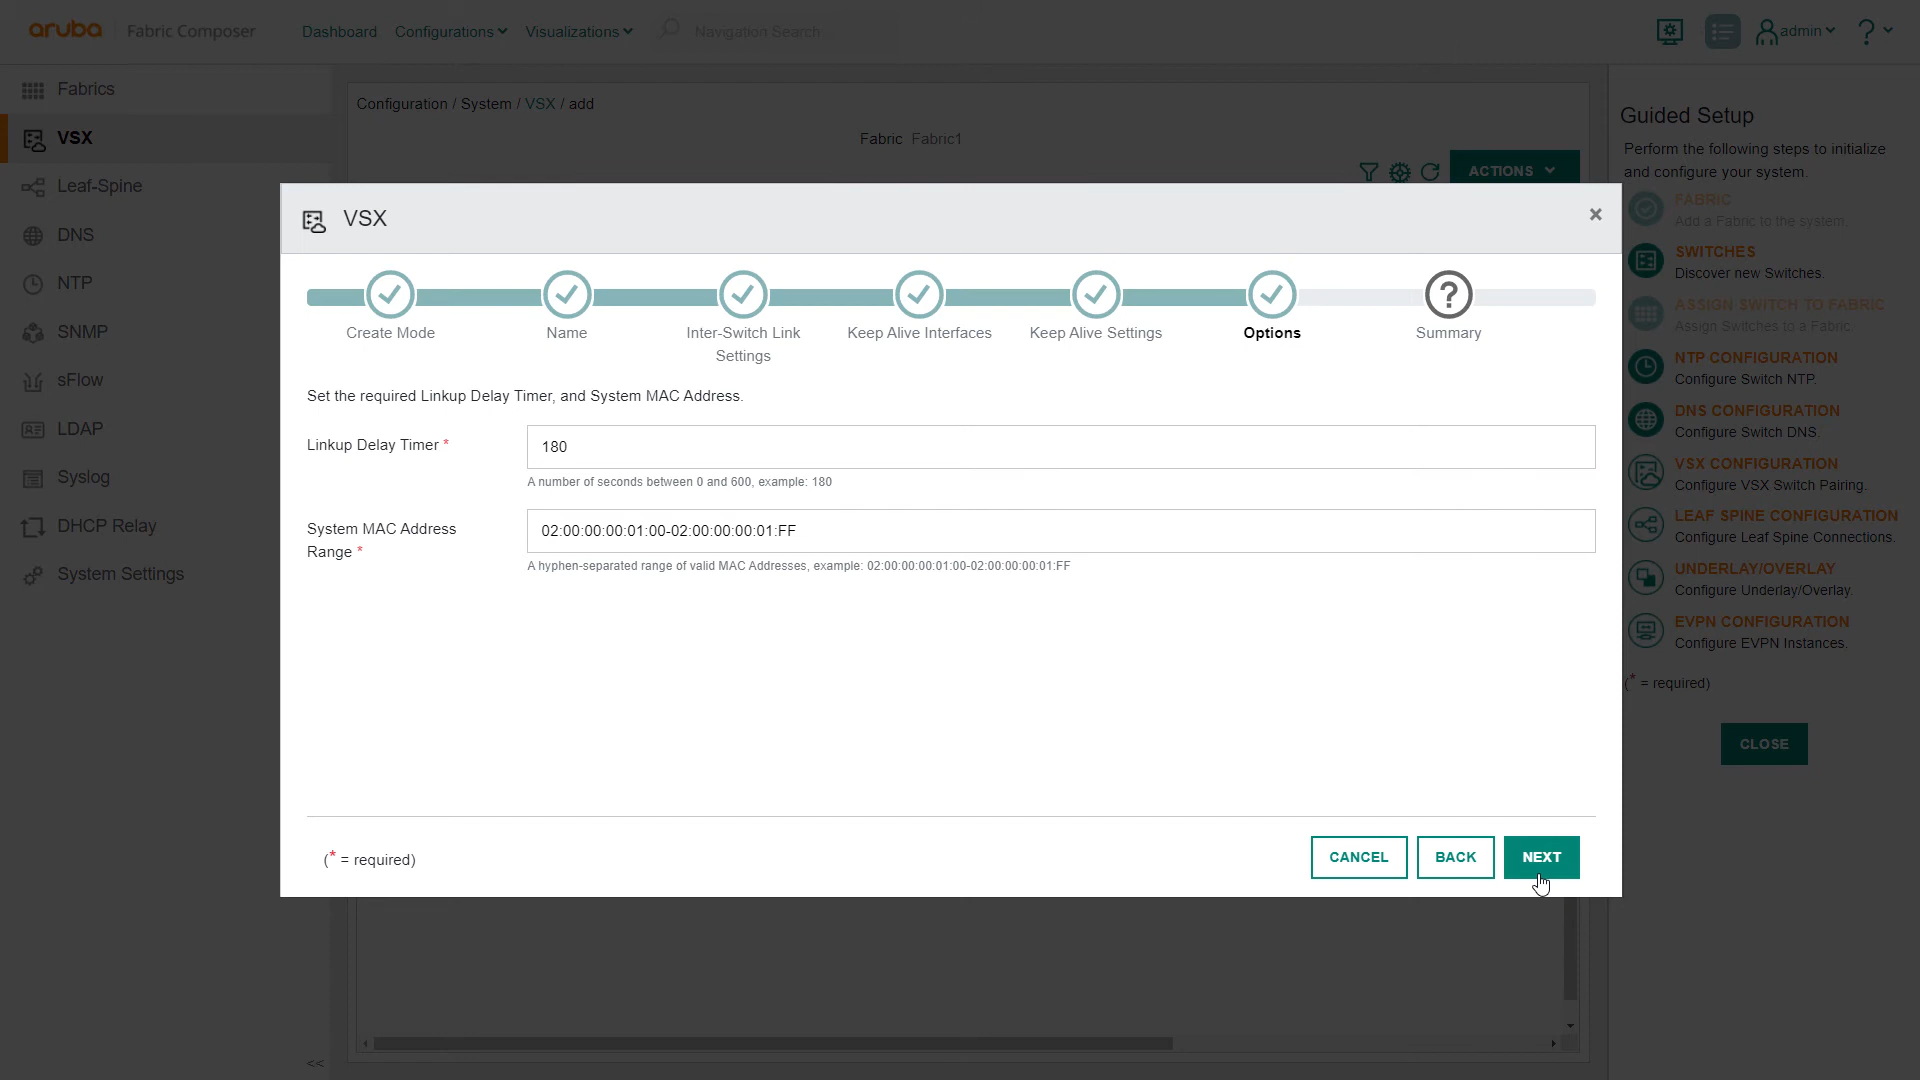 aruba Fabric Composer Dashboard Configurations Visualizations Navigation Search admin ?
Fabrics
VSX
Leaf-Spine
DNS
NTP
SNMP
sFlow
LDAP
Syslog
DHCP Relay
System Settings
<<
Configuration / System / VSX / add
Fabric Fabric1
ACTIONS
VSX
×
Create Mode
Name
Inter-Switch Link
Settings
Keep Alive Interfaces
Keep Alive Settings
Options
?
Summary
Set the required Linkup Delay Timer, and System MAC Address.
Linkup Delay Timer *
180
A number of seconds between 0 and 600, example: 180
System MAC Address
Range *
02:00:00:00:01:00-02:00:00:00:01:FF
A hyphen-separated range of valid MAC Addresses, example: 02:00:00:00:01:00-02:00:00:00:01:FF
(* = required)
CANCEL
BACK
NEXT
Guided Setup
Perform the following steps to initialize
and configure your system.
FABRIC
Add a Fabric to the system.
SWITCHES
Discover new Switches.
ASSIGN SWITCH TO FABRIC
Assign Switches to a Fabric.
NTP CONFIGURATION
Configure Switch NTP.
DNS CONFIGURATION
Configure Switch DNS.
VSX CONFIGURATION
Configure VSX Switch Pairing.
LEAF SPINE CONFIGURATION
Configure Leaf Spine Connections.
UNDERLAY/OVERLAY
Configure Underlay/Overlay.
EVPN CONFIGURATION
Configure EVPN Instances.
(* = required)
CLOSE